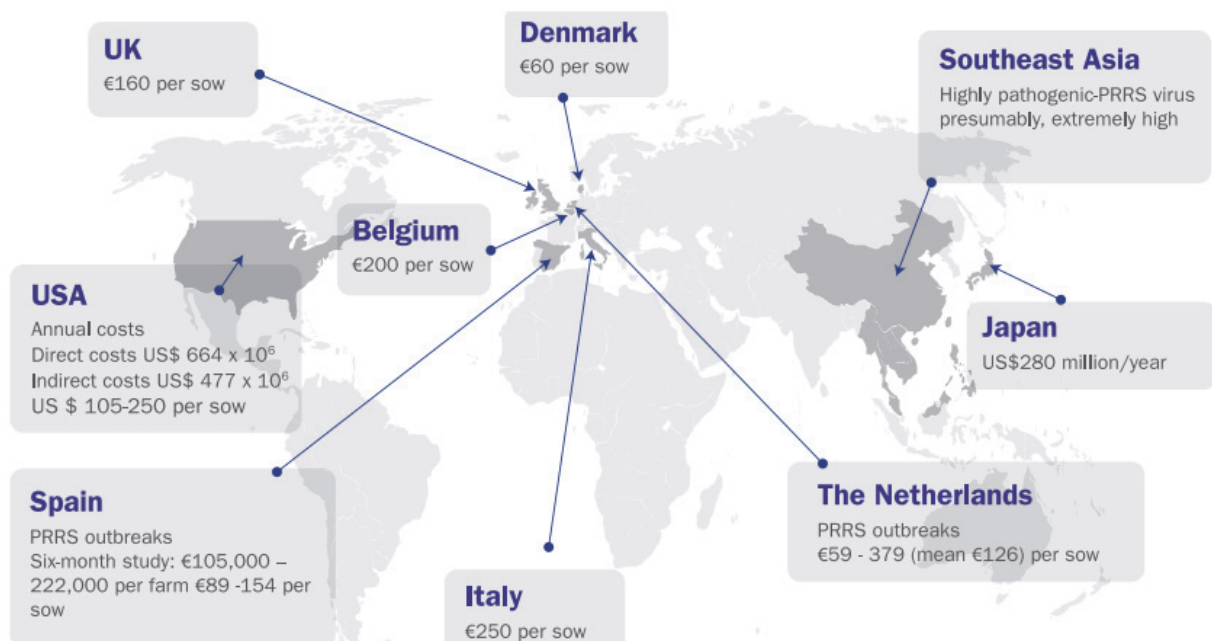 UK
€160 per sow
Denmark
€60 per sow
Southeast Asia
Highly pathogenic-PRRS virus
presumably, extremely high
Belgium
€200 per sow
USA
Annual costs
Direct costs US$ 664 x 10⁶
Indirect costs US$ 477 x 10⁶
US $ 105-250 per sow
Japan
US$280 million/year
Spain
PRRS outbreaks
Six-month study: €105,000 –
222,000 per farm €89 -154 per
sow
Italy
€250 per sow
The Netherlands
PRRS outbreaks
€59 - 379 (mean €126) per sow